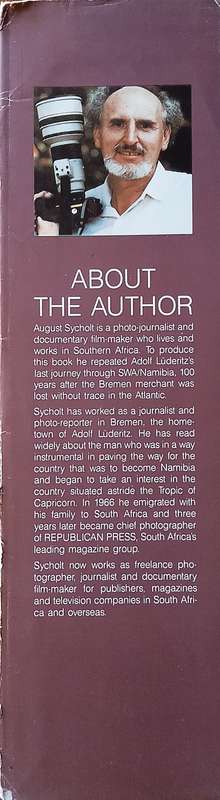 ABOUT
THE AUTHOR
August Sycholt is a photo-journalist and
documentary film-maker who lives and
works in Southern Africa. To produce
this book he repeated Adolf Lüderitz's
last journey through SWA/Namibia, 100
years after the Bremen merchant was
lost without trace in the Atlantic.
Sycholt has worked as a journalist and
photo-reporter in Bremen, the home-
town of Adolf Lüderitz. He has read
widely about the man who was in a way
instrumental in paving the way for the
country that was to become Namibia
and began to take an interest in the
country situated astride the Tropic of
Capricorn. In 1966 he emigrated with
his family to South Africa and three
years later became chief photographer
of REPUBLICAN PRESS, South Africa's
leading magazine group.
Sycholt now works as freelance pho-
tographer, journalist and documentary
film-maker for publishers, magazines
and television companies in South Afri-
ca and overseas.